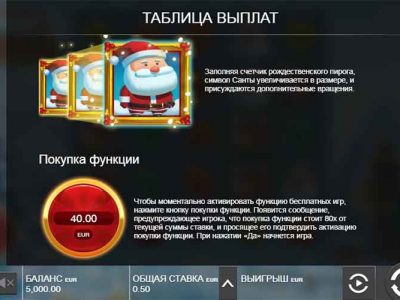 ТАБЛИЦА ВЫПЛАТ
Заполняя счетчик рождественского пирога,
символ Санты увеличивается в размере, и
присуждаются дополнительные вращения.
Покупка функции
40.00
EUR
Чтобы моментально активировать функцию бесплатных игр,
нажмите кнопку покупки функции. Появится сообщение,
предупреждающее игрока, что покупка функции стоит 80x от
текущей суммы ставки, и просящее его подтвердить активацию
покупки функции. При нажатии «Да» начнется игра.
БАЛАНС EUR
5,000.00
ОБЩАЯ СТАВКА EUR
0.50
ВЫИГРЫШ EUR